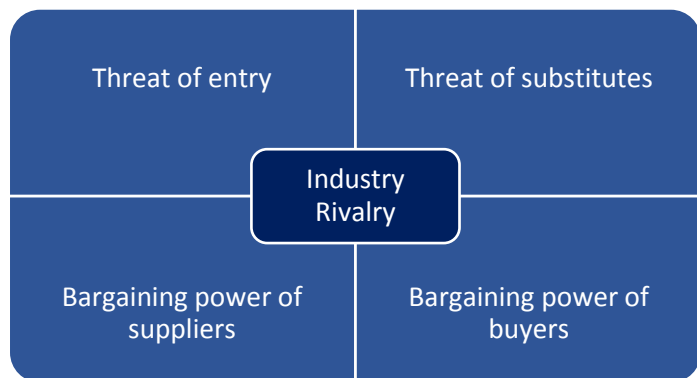 Threat of entry
Threat of substitutes
Industry
Rivalry
Bargaining power of
suppliers
Bargaining power of
buyers